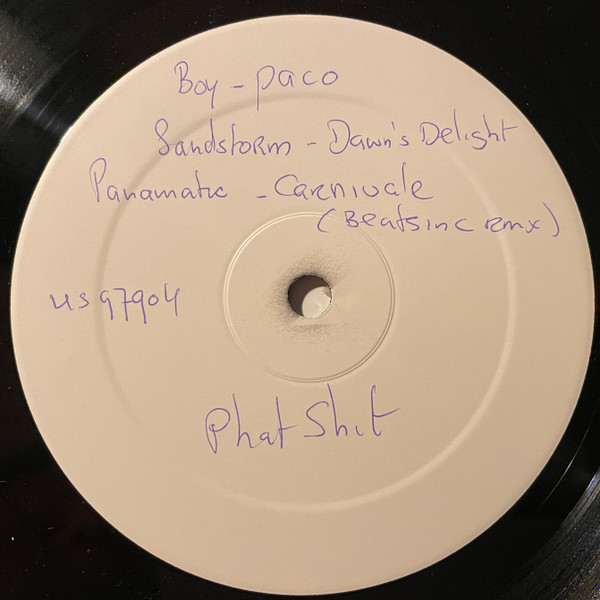 Boy - Paco
Sandstorm - Dawn's Delight
Panamatic - Carnivale
(Beatsinc rmx)
US 97904
Phat Shit